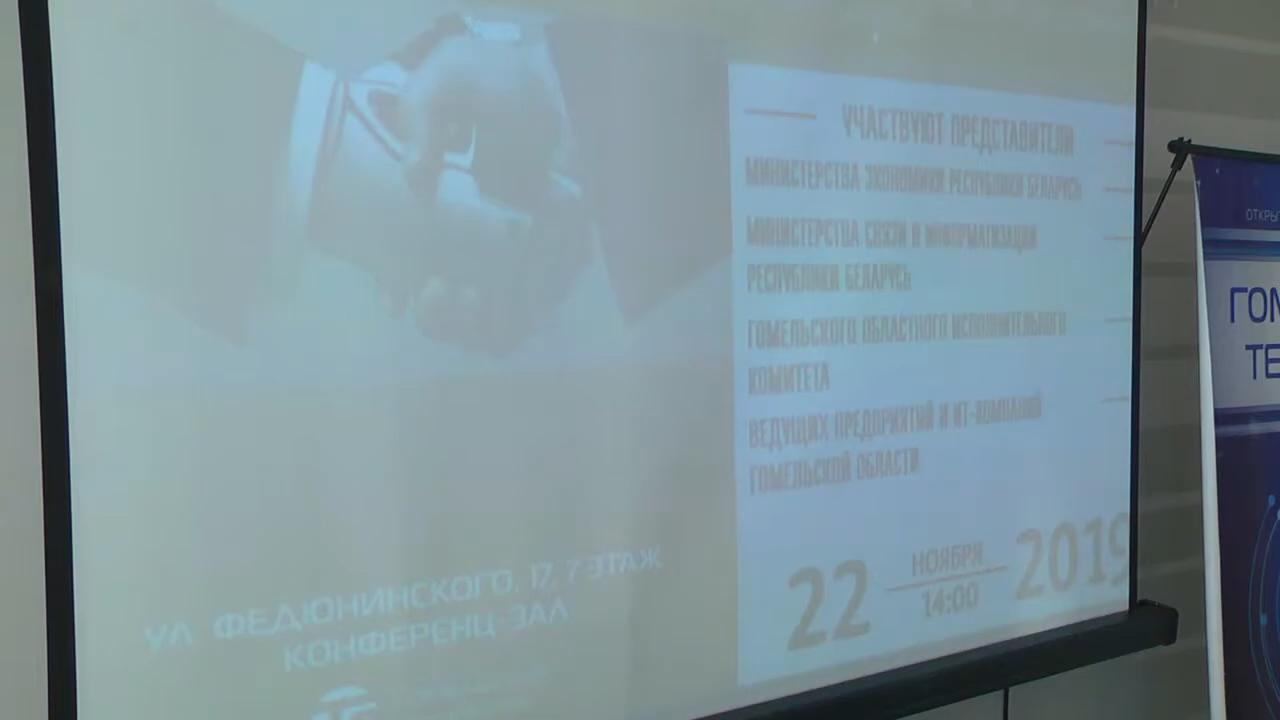 УЧАСТВУЮТ ПРЕДСТАВИТЕЛИ
МИНИСТЕРСТВА ЭКОНОМИКИ РЕСПУБЛИКИ БЕЛАРУСЬ
МИНИСТЕРСТВА СВЯЗИ И ИНФОРМАТИЗАЦИИ
РЕСПУБЛИКИ БЕЛАРУСЬ
ГОМЕЛЬСКОГО ОБЛАСТНОГО ИСПОЛНИТЕЛЬНОГО
КОМИТЕТА
ВЕДУЩИХ ПРЕДПРИЯТИЙ И ИТ-КОМПАНИЙ
ГОМЕЛЬСКОЙ ОБЛАСТИ
22 НОЯБРЯ 2019
14:00
УЛ ФЕДЮНИНСКОГО, 17, 7 ЭТАЖ
КОНФЕРЕНЦ-ЗАЛ
ОТКРЫ
ГОМ
ТЕ